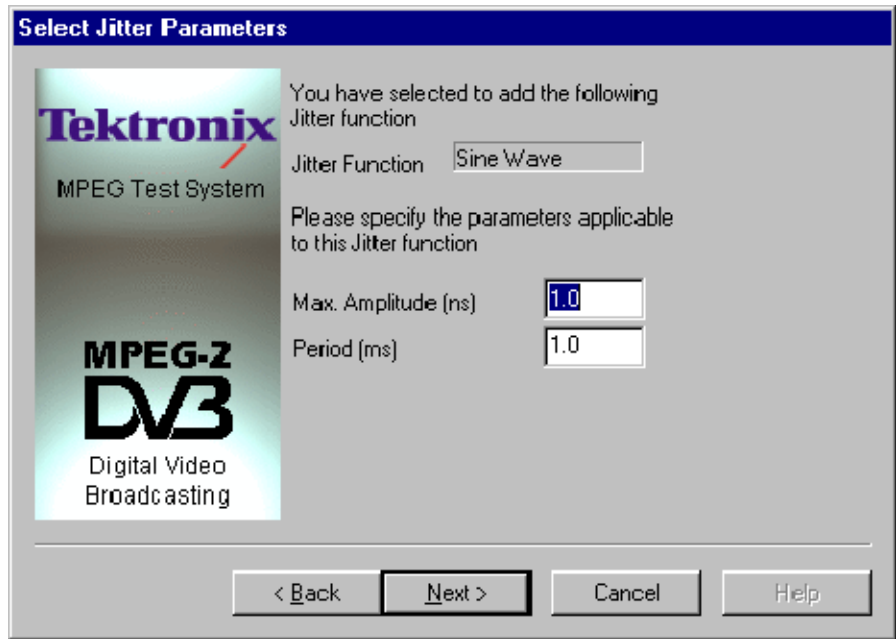 Select Jitter Parameters
Tektronix
MPEG Test System
MPEG-2
DVB
Digital Video
Broadcasting
You have selected to add the following
Jitter function
Jitter Function Sine Wave
Please specify the parameters applicable
to this Jitter function
Max. Amplitude (ns) 1.0
Period (ms) 1.0
< Back Next > Cancel Help